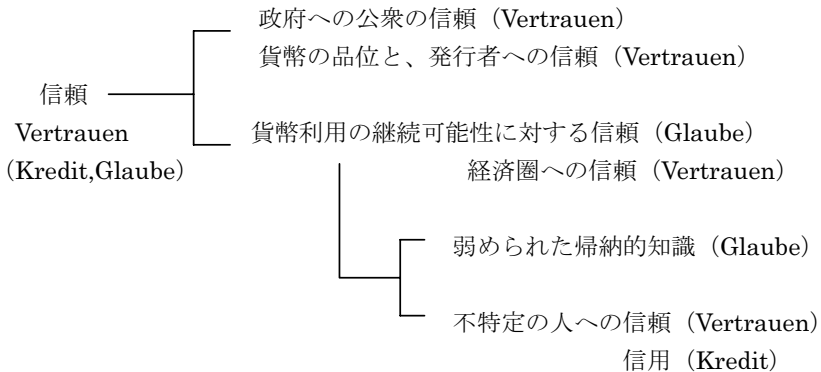 政府への公衆の信頼（Vertrauen）
貨幣の品位と、発行者への信頼（Vertrauen）
信頼
Vertrauen
（Kredit,Glaube）
貨幣利用の継続可能性に対する信頼（Glaube）
経済圏への信頼（Vertrauen）
弱められた帰納的知識（Glaube）
不特定の人への信頼（Vertrauen）
信用（Kredit）